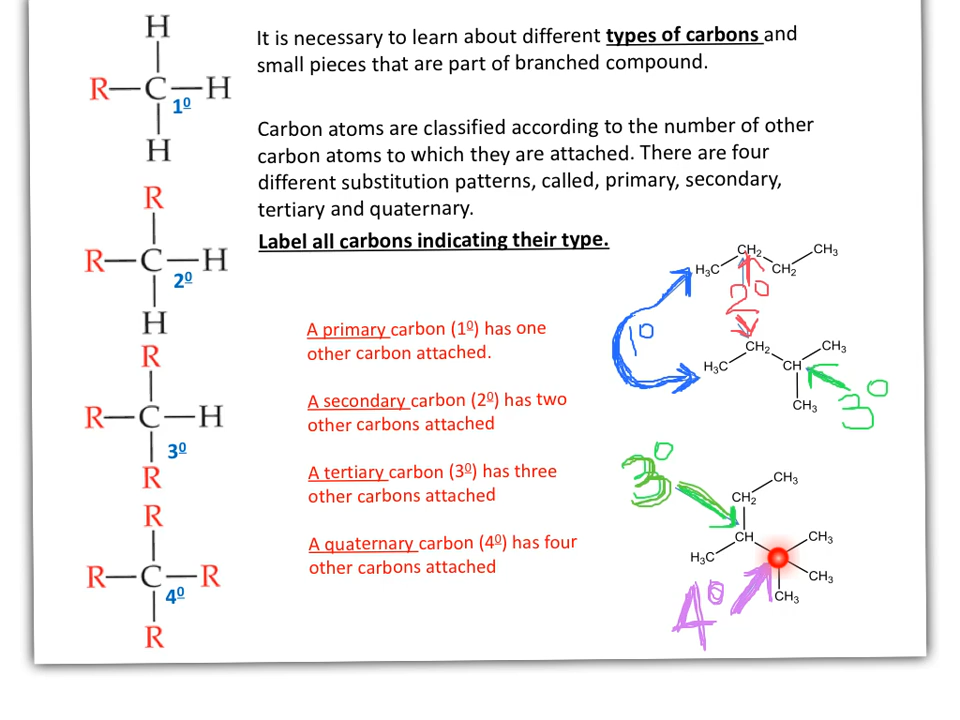 H
R—C—H
1º
H
It is necessary to learn about different types of carbons and
small pieces that are part of branched compound.
Carbon atoms are classified according to the number of other
carbon atoms to which they are attached. There are four
different substitution patterns, called, primary, secondary,
tertiary and quaternary.
Label all carbons indicating their type.
R
R—C—H
2º
H
R
R—C—H
3º
R
R
R—C—R
4º
R
A primary carbon (1º) has one
other carbon attached.
A secondary carbon (2º) has two
other carbons attached
A tertiary carbon (3º) has three
other carbons attached
A quaternary carbon (4º) has four
other carbons attached
CH₂ CH₃
H₃C CH₂
1º 2º
CH₂ CH₃
H₃C CH
CH₃
3º
3º
CH₃
CH₂
CH CH₃
H₃C
CH₃
CH₃
4º